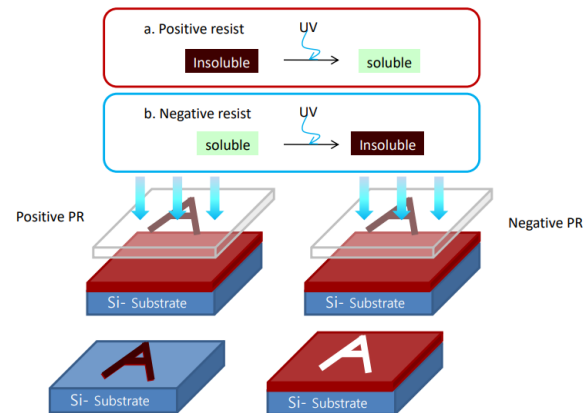 a. Positive resist
UV
Insoluble
soluble
b. Negative resist
UV
soluble
Insoluble
Positive PR
Negative PR
Si- Substrate
Si- Substrate
A
A
Si- Substrate
Si- Substrate
A
A